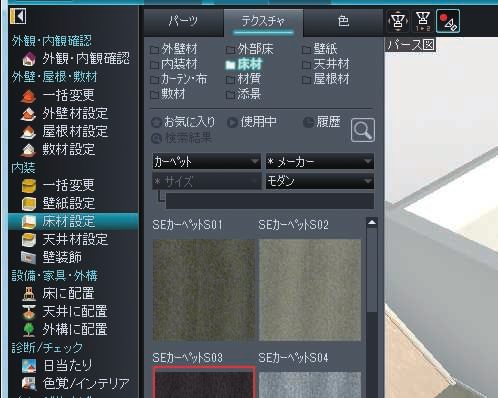 パーツ
テクスチャ
色
パース図
外観・内観確認
外観・内観確認
外壁・屋根・敷材
一括変更
外壁材設定
屋根材設定
敷材設定
内装
一括変更
壁紙設定
床材設定
天井材設定
壁装飾
設備・家具・外構
床に配置
天井に配置
外構に配置
診断/チェック
日当たり
色覚/インテリア
外壁材 外部床 壁紙
内装材 床材 天井材
カーテン・布 材質 屋根材
敷材 添景
お気に入り 使用中 履歴
検索結果
カーペット * メーカー
* サイズ モダン
SEカーペットS01 SEカーペットS02
SEカーペットS03 SEカーペットS04